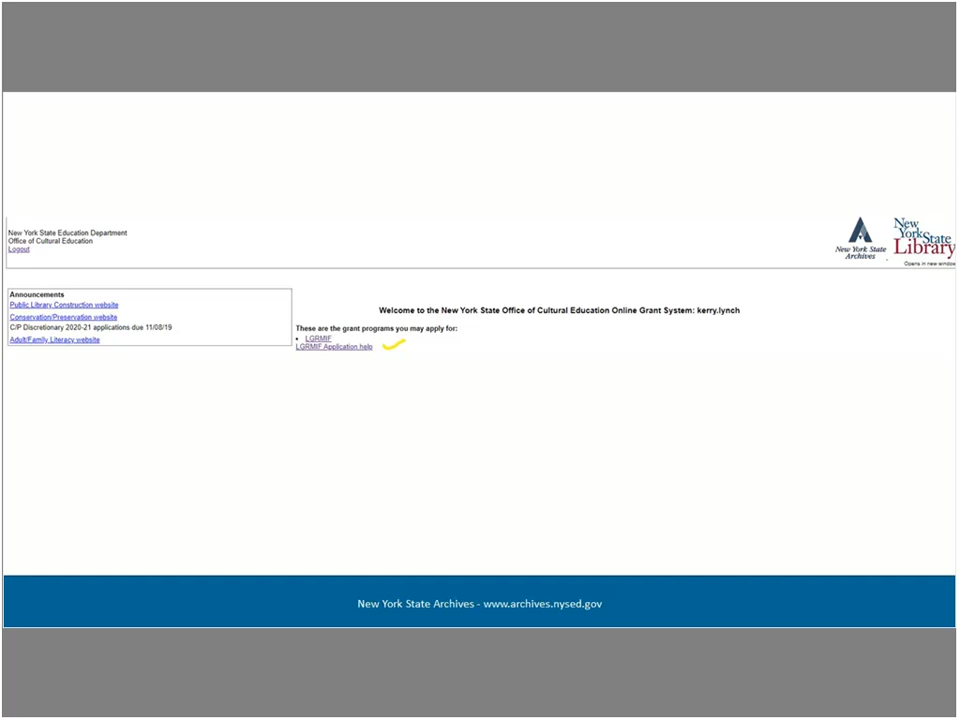 New York State Education Department
Office of Cultural Education
Logout
New York State
Archives
New
York State
Library
Opens in new window
Announcements
Public Library Construction website
Conservation/Preservation website
C/P Discretionary 2020-21 applications due 11/08/19
Adult/Family Literacy website
Welcome to the New York State Office of Cultural Education Online Grant System: kerry.lynch
These are the grant programs you may apply for:
LGRMIF
LGRMIF Application help
New York State Archives - www.archives.nysed.gov